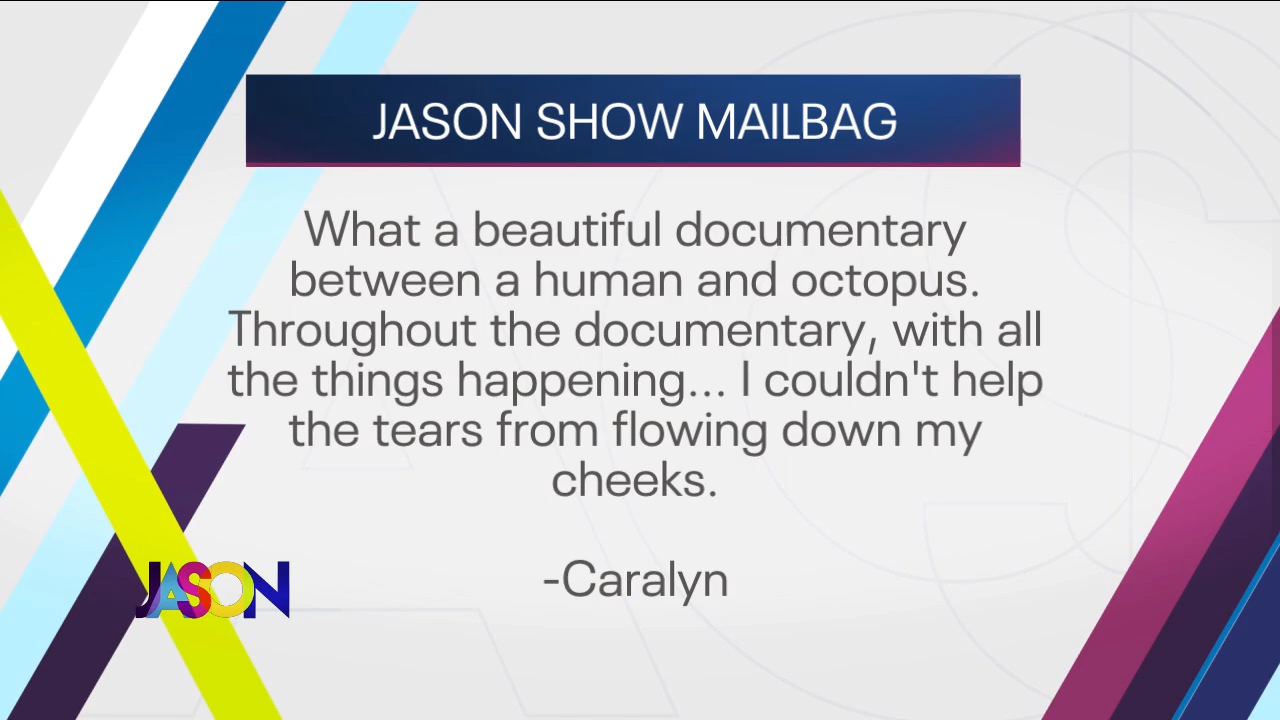 JASON SHOW MAILBAG
What a beautiful documentary
between a human and octopus.
Throughout the documentary, with all
the things happening... I couldn't help
the tears from flowing down my
cheeks.
-Caralyn
JASON